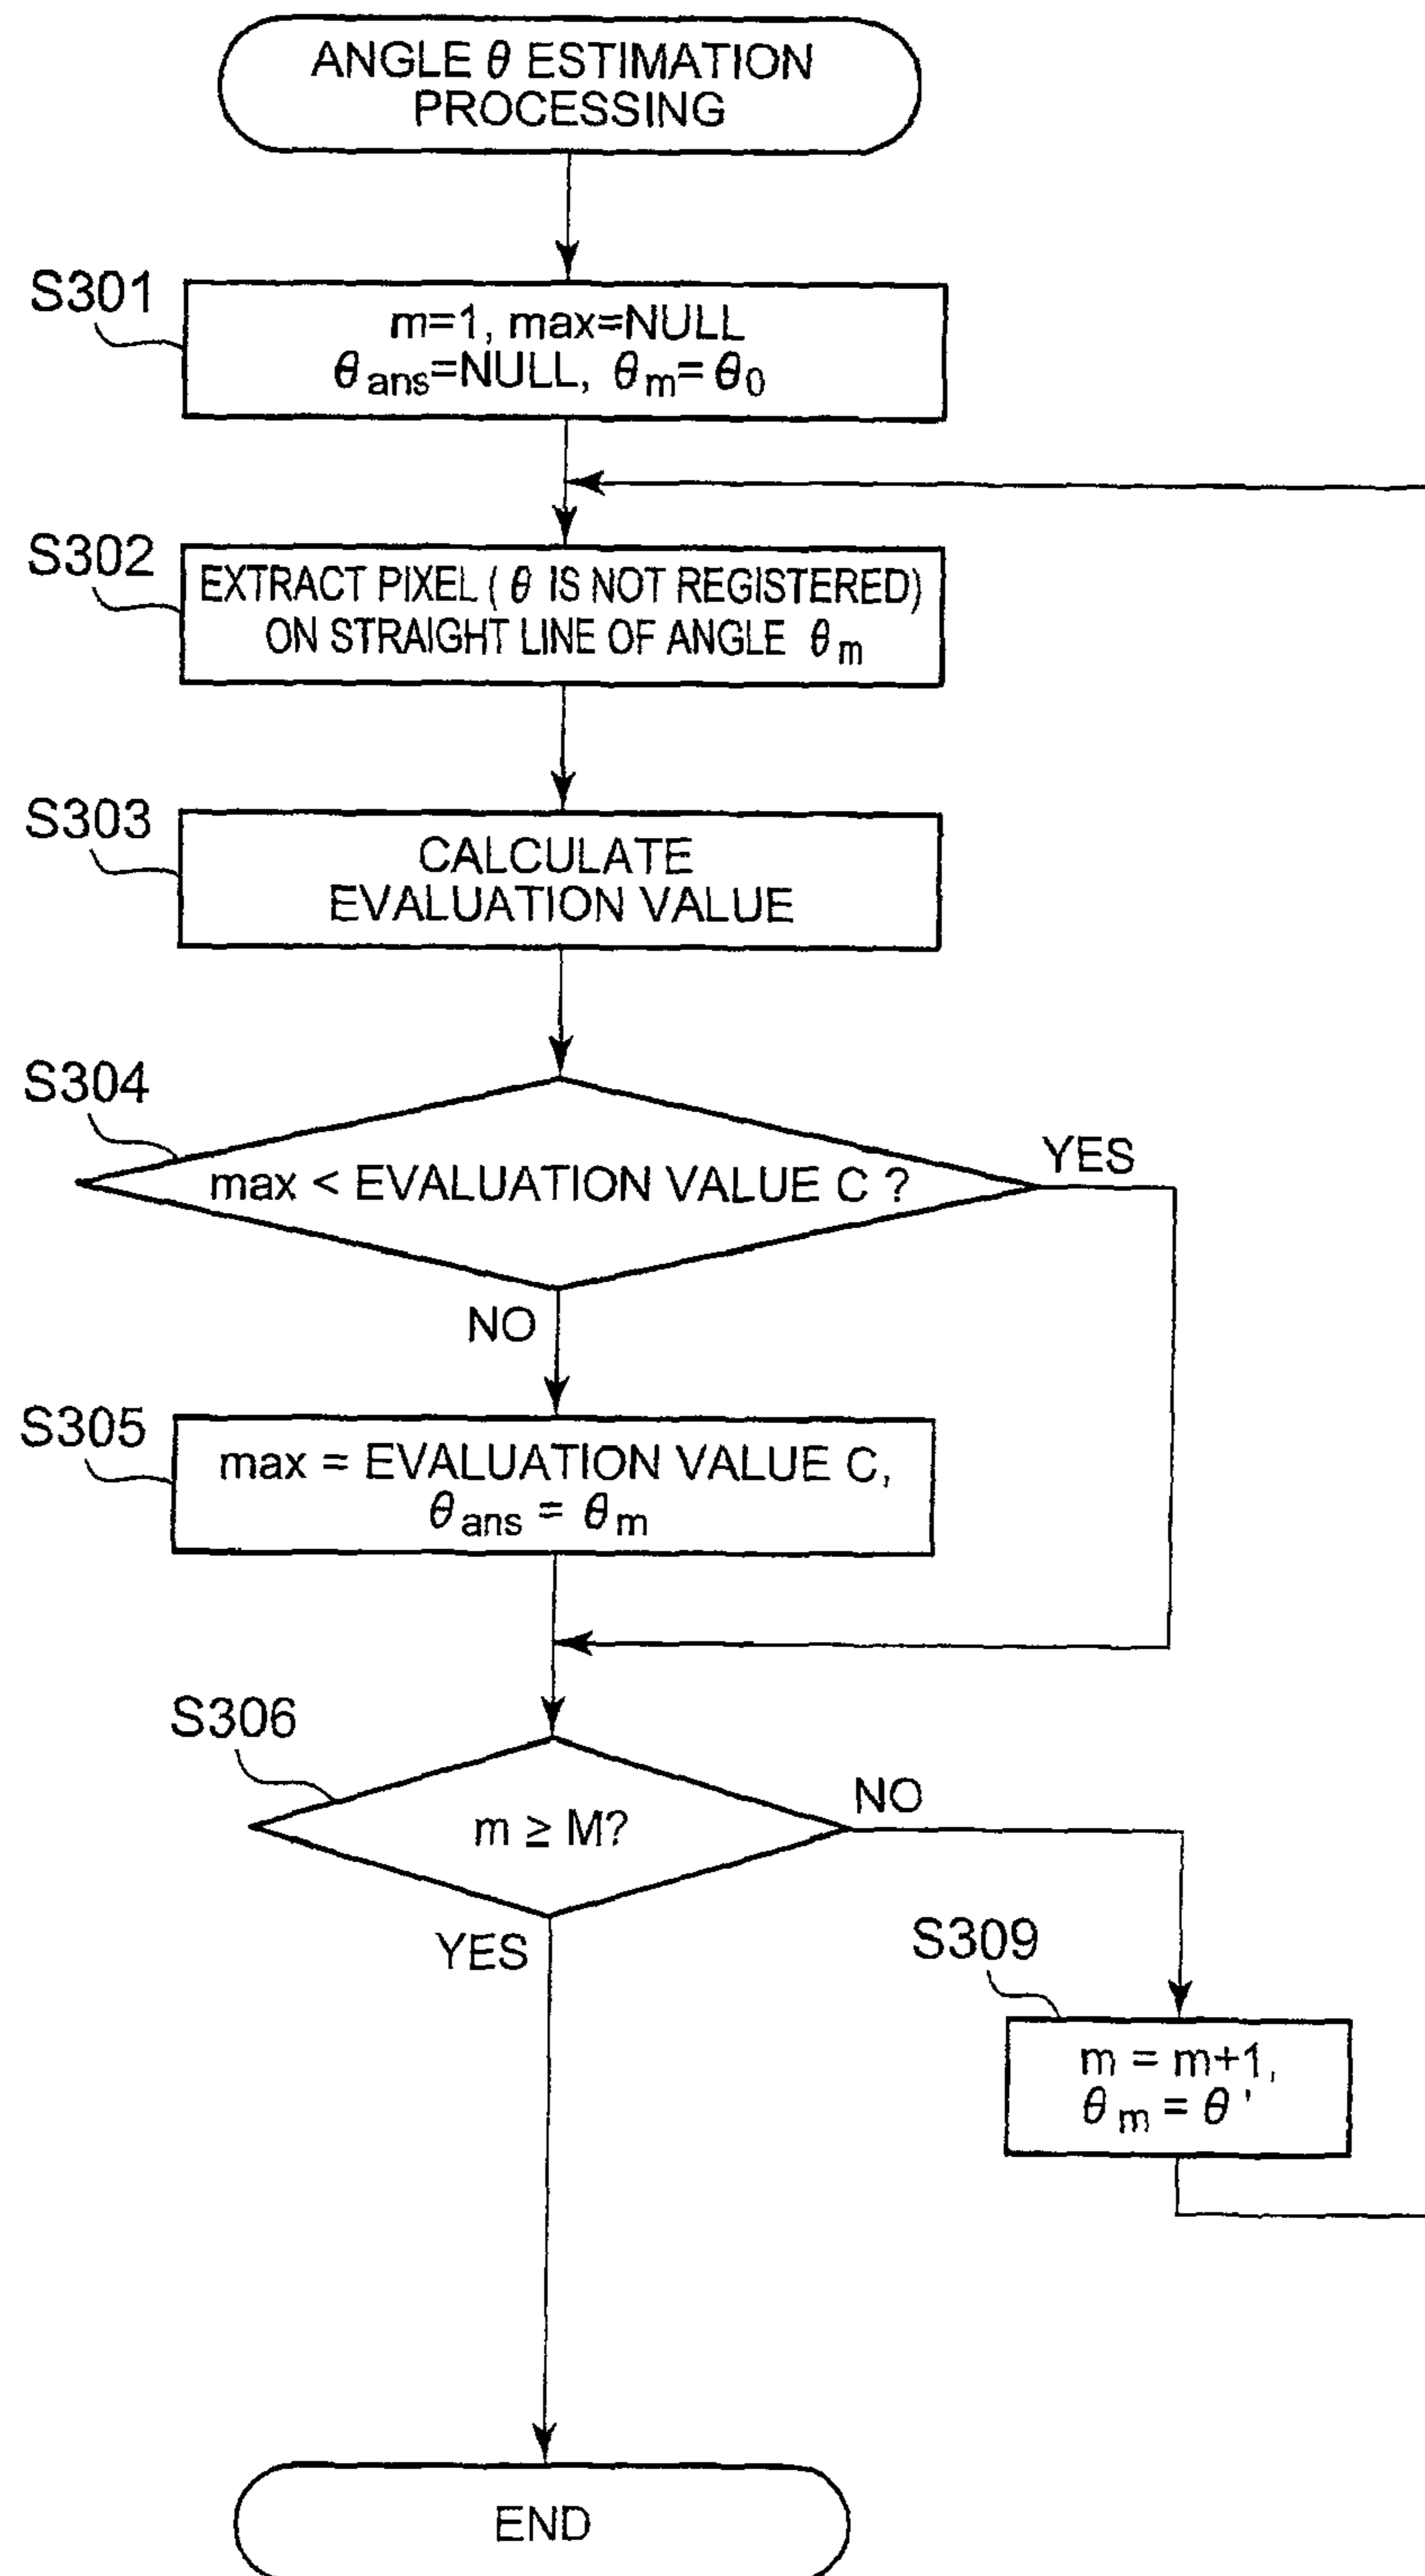 ANGLE θ ESTIMATION
PROCESSING
S301
m=1, max=NULL
θans=NULL, θm=θ0
S302
EXTRACT PIXEL ( θ IS NOT REGISTERED)
ON STRAIGHT LINE OF ANGLE θm
S303
CALCULATE
EVALUATION VALUE
S304
max < EVALUATION VALUE C ?
YES
NO
S305
max = EVALUATION VALUE C,
θans = θm
S306
m ≥ M?
NO
YES
S309
m = m+1,
θm = θ'
END